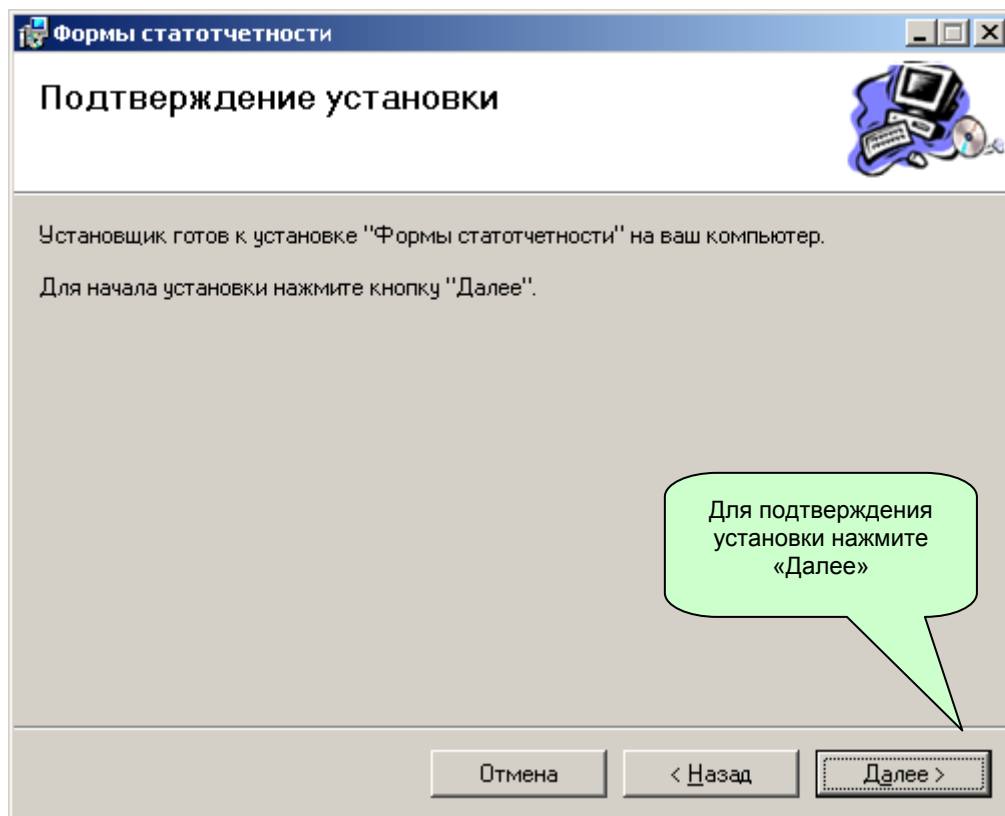 Формы статотчетности
Подтверждение установки
Установщик готов к установке "Формы статотчетности" на ваш компьютер.
Для начала установки нажмите кнопку "Далее".
Для подтверждения
установки нажмите
«Далее»
Отмена
< Назад
Далее >